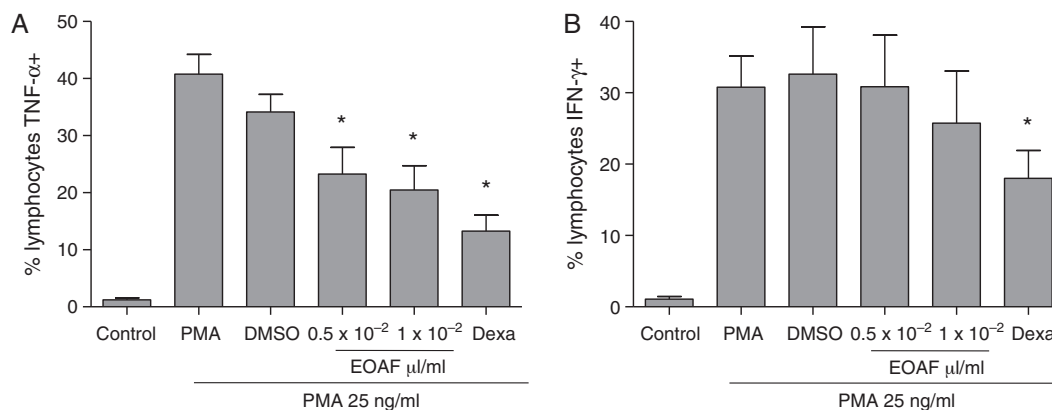 A
% lymphocytes TNF-α+
50
40
30
20
10
0
* * *
Control PMA DMSO 0.5 x 10⁻² 1 x 10⁻² Dexa
EOAF μl/ml
PMA 25 ng/ml
B
% lymphocytes IFN-γ+
40
30
20
10
0
*
Control PMA DMSO 0.5 x 10⁻² 1 x 10⁻² Dexa
EOAF μl/ml
PMA 25 ng/ml